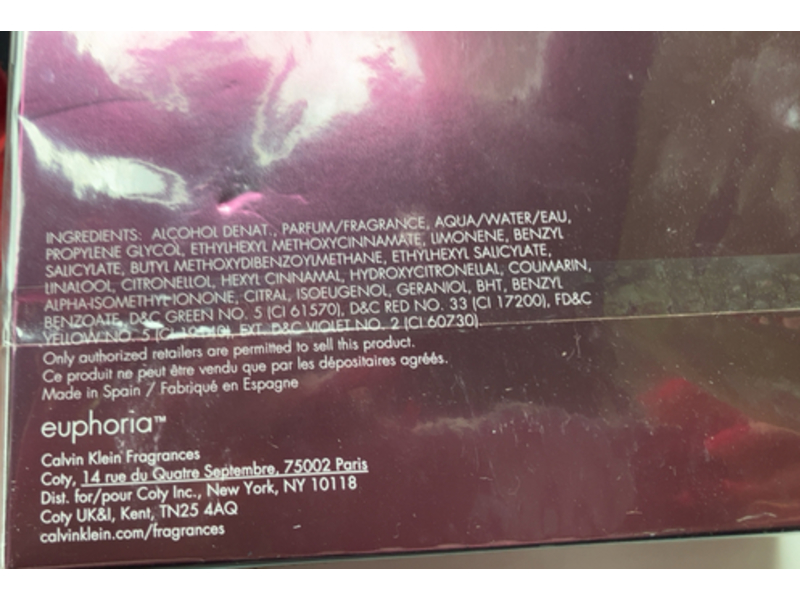 INGREDIENTS: ALCOHOL DENAT., PARFUM/FRAGRANCE, AQUA/WATER/EAU,
PROPYLENE GLYCOL, ETHYLHEXYL METHOXYCINNAMATE, LIMONENE, BENZYL
SALICYLATE, BUTYL METHOXYDIBENZOYLMETHANE, ETHYLHEXYL SALICYLATE,
LINALOOL, CITRONELLOL, HEXYL CINNAMAL, HYDROXYCITRONELLAL, COUMARIN,
ALPHA-ISOMETHYL IONONE, CITRAL, ISOEUGENOL, GERANIOL, BHT, BENZYL
BENZOATE, D&C GREEN NO. 5 (CI 61570), D&C RED NO. 33 (CI 17200), FD&C
YELLOW NO. 5 (CI 19140), EXT. D&C VIOLET NO. 2 (CI 60730).
Only authorized retailers are permitted to sell this product.
Ce produit ne peut être vendu que par les dépositaires agréés.
Made in Spain / Fabriqué en Espagne
euphoria™
Calvin Klein Fragrances
Coty, 14 rue du Quatre Septembre, 75002 Paris
Dist. for/pour Coty Inc., New York, NY 10118
Coty UK&I, Kent, TN25 4AQ
calvinklein.com/fragrances